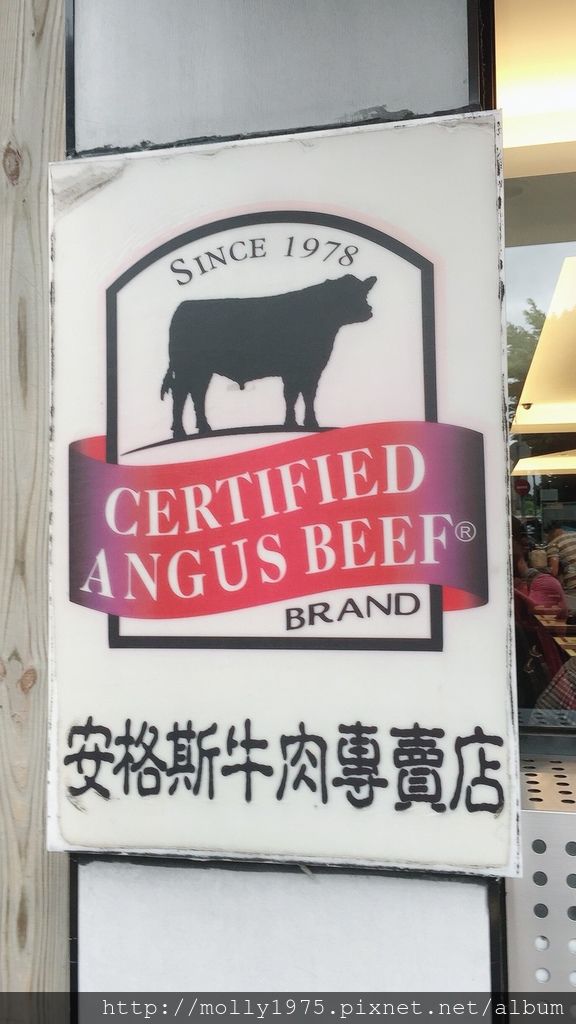 SINCE 1978
CERTIFIED
ANGUS BEEF®
BRAND
安格斯牛肉專賣店
http://molly1975.pixnet.net/album